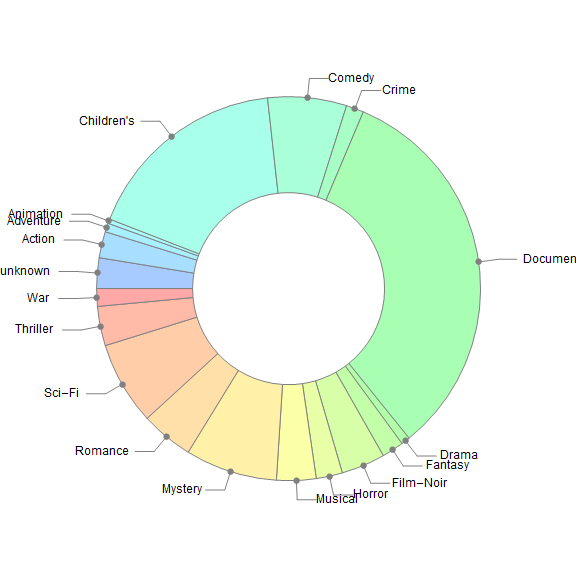 Comedy
Crime
Children's
Animation
Adventure
Action
unknown
War
Thriller
Sci–Fi
Romance
Mystery
Musical
Horror
Film–Noir
Fantasy
Drama
Documen